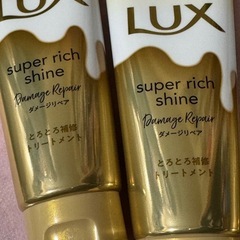 LUX
super rich
shine
Damage Repair
ダメージリペア
とろとろ補修
トリートメント
LUX
super rich
shine
Damage Repair
ダメージリペア
とろとろ補修
トリートメント